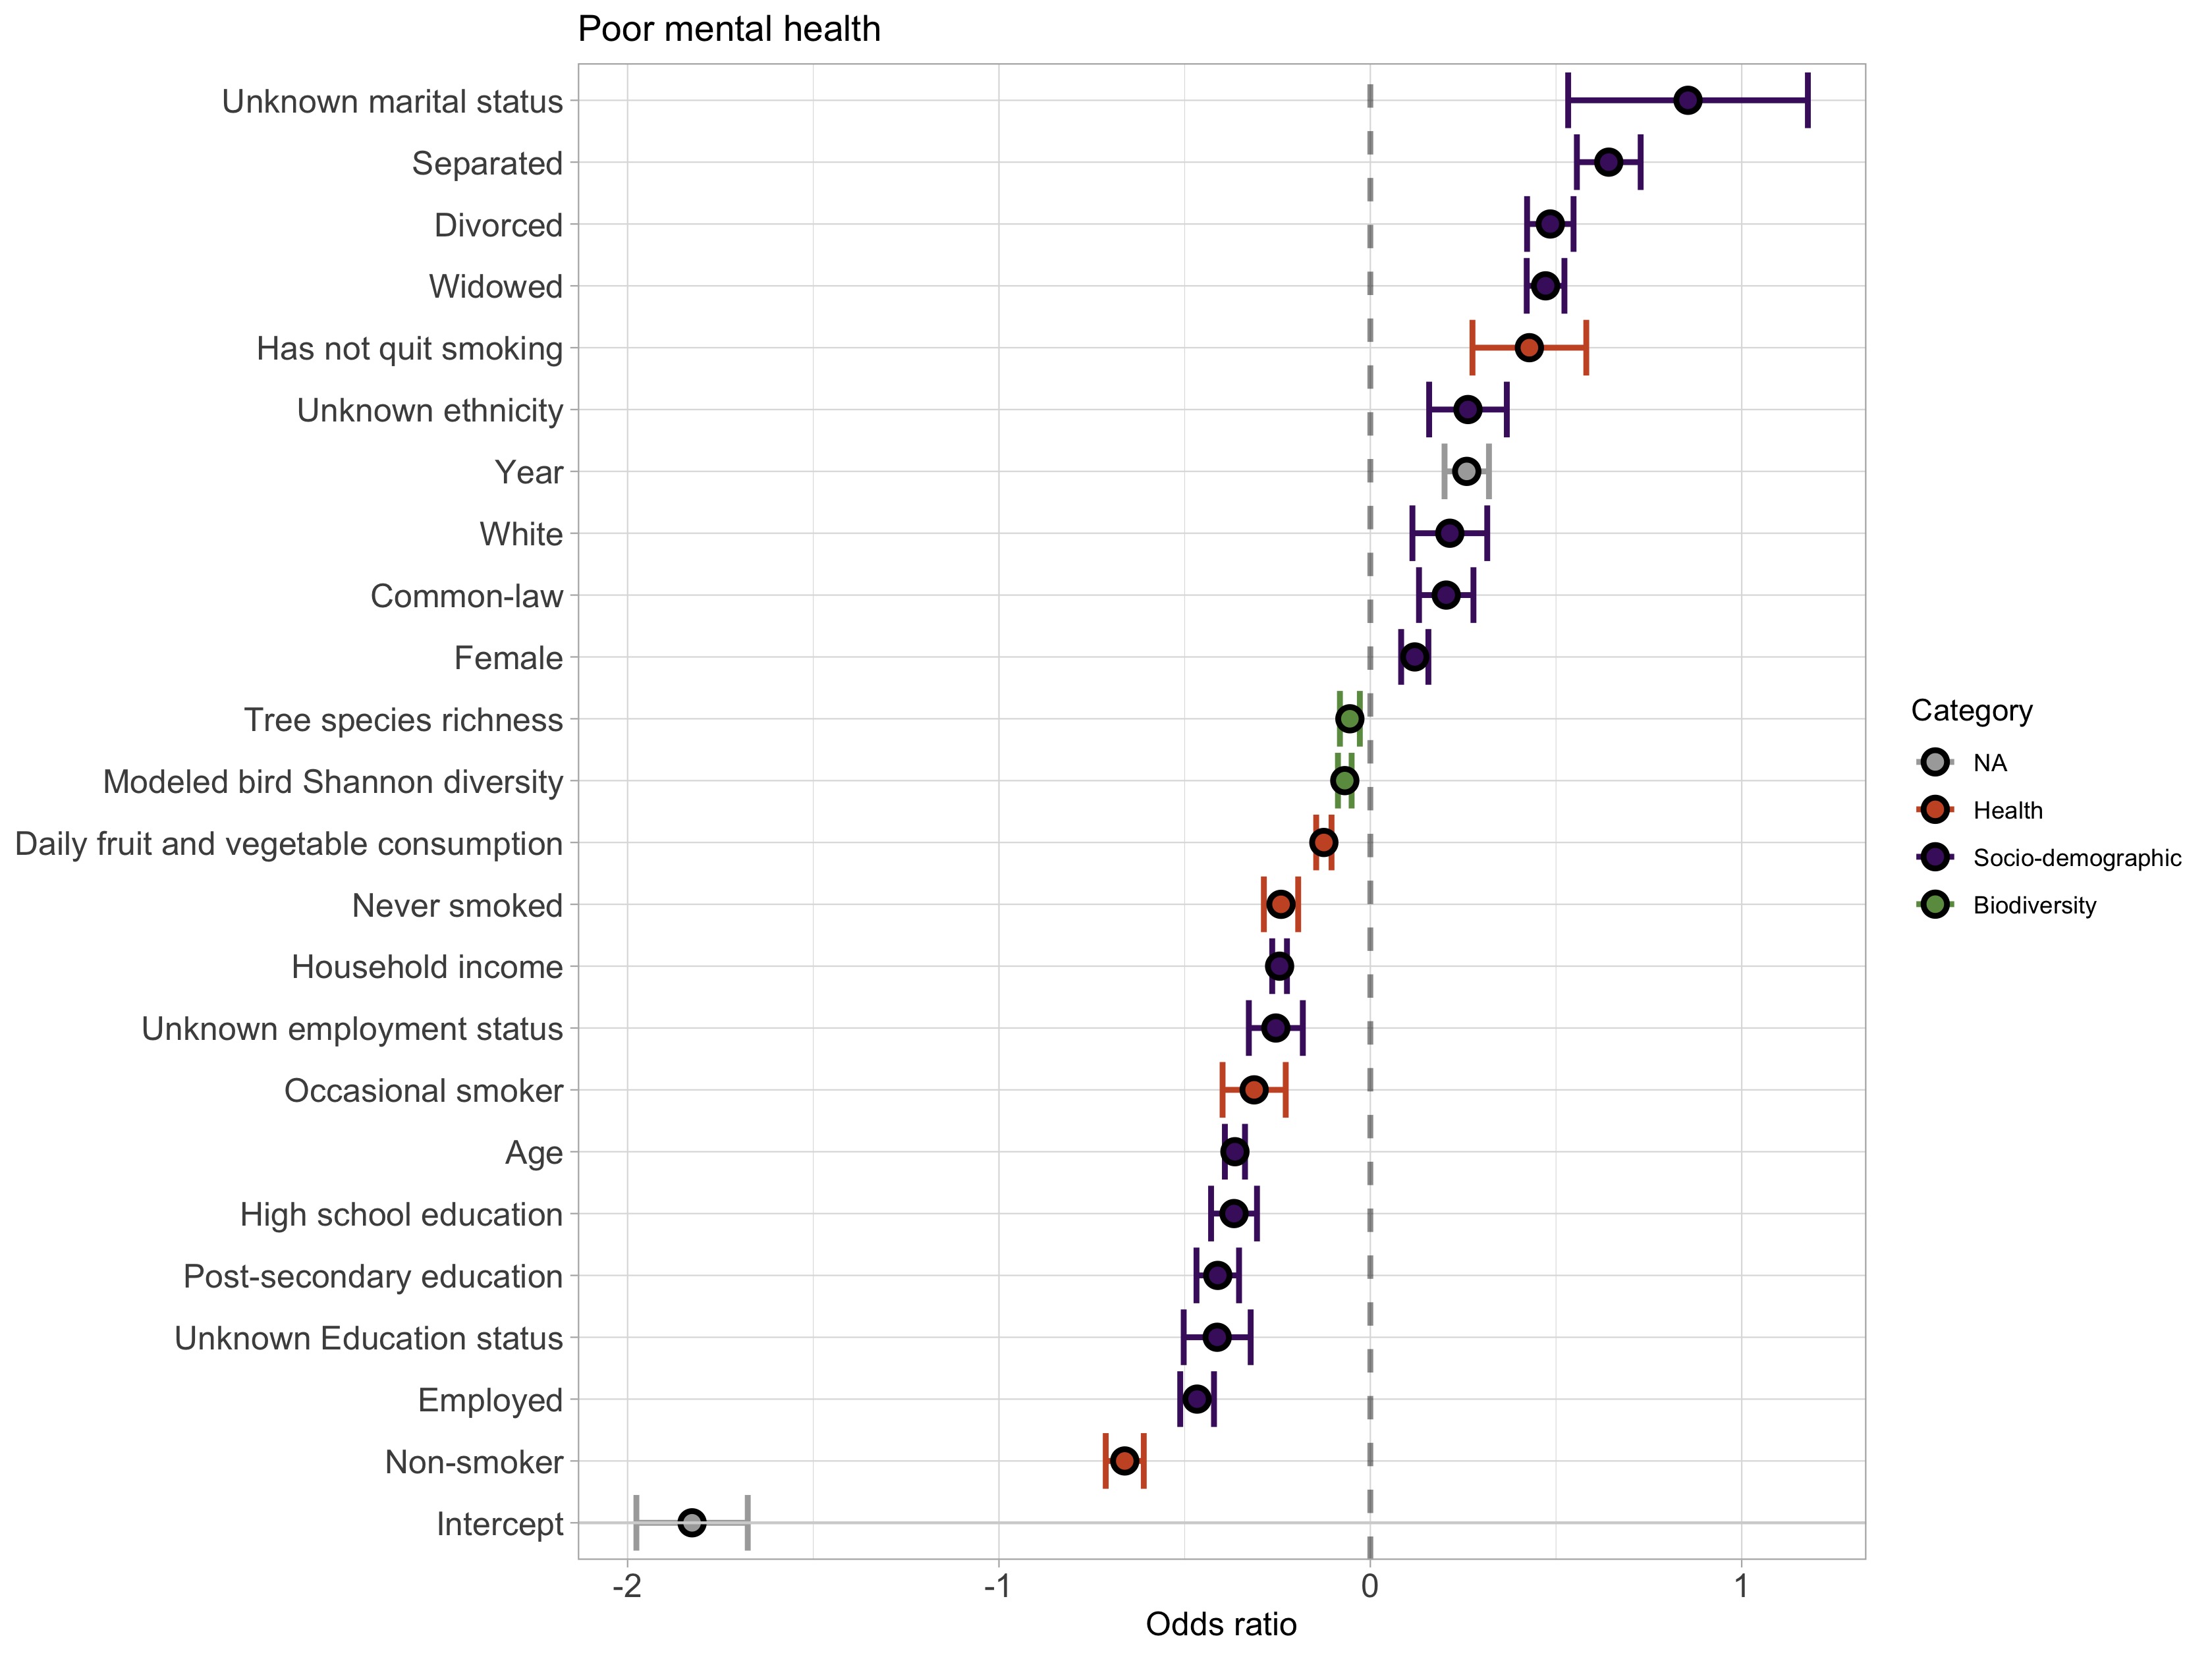 Poor mental health
Unknown marital status
Separated
Divorced
Widowed
Has not quit smoking
Unknown ethnicity
Year
White
Common-law
Female
Tree species richness
Modeled bird Shannon diversity
Daily fruit and vegetable consumption
Never smoked
Household income
Unknown employment status
Occasional smoker
Age
High school education
Post-secondary education
Unknown Education status
Employed
Non-smoker
Intercept
-2 -1 0 1
Odds ratio
Category
NA
Health
Socio-demographic
Biodiversity